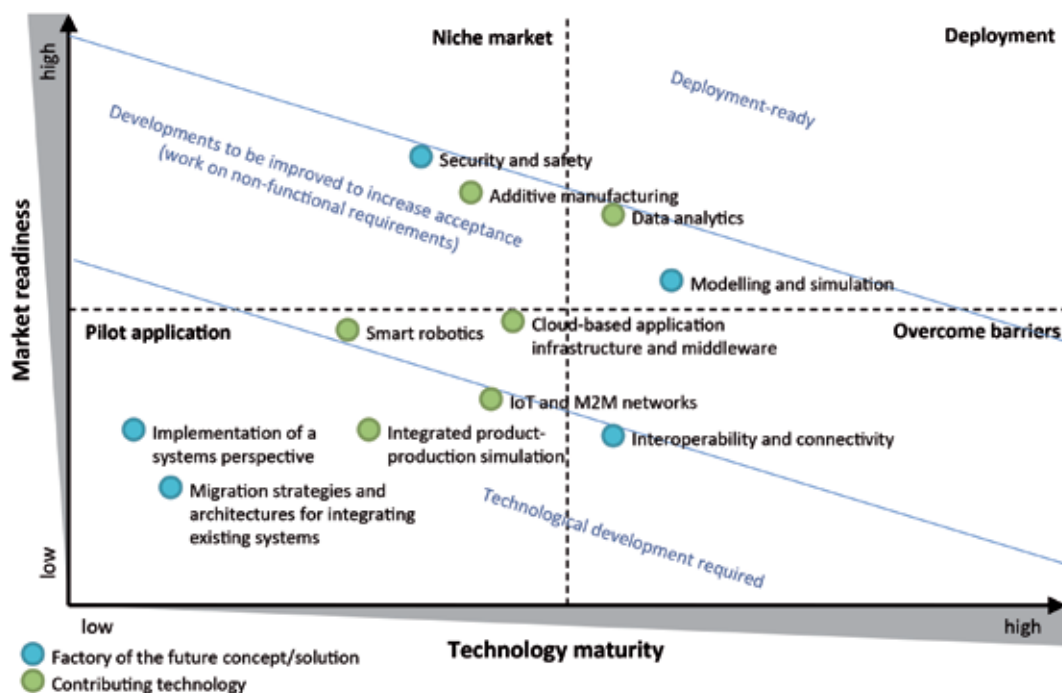 Niche market
Deployment
high
Deployment-ready
Developments to be improved to increase acceptance
(work on non-functional requirements)
Security and safety
Additive manufacturing
Data analytics
Market readiness
Modelling and simulation
Pilot application
Smart robotics
Cloud-based application
infrastructure and middleware
Overcome barriers
IoT and M2M networks
Implementation of a
systems perspective
Integrated product-
production simulation
Interoperability and connectivity
Migration strategies and
architectures for integrating
existing systems
Technological development required
low
low
high
Technology maturity
Factory of the future concept/solution
Contributing technology